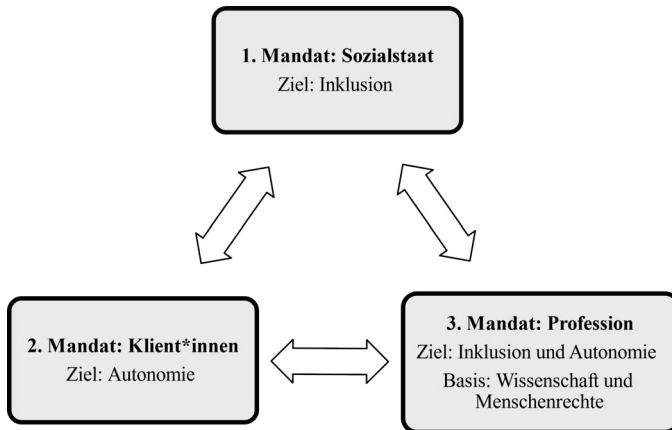 1. Mandat: Sozialstaat
Ziel: Inklusion
2. Mandat: Klient*innen
Ziel: Autonomie
3. Mandat: Profession
Ziel: Inklusion und Autonomie
Basis: Wissenschaft und
Menschenrechte